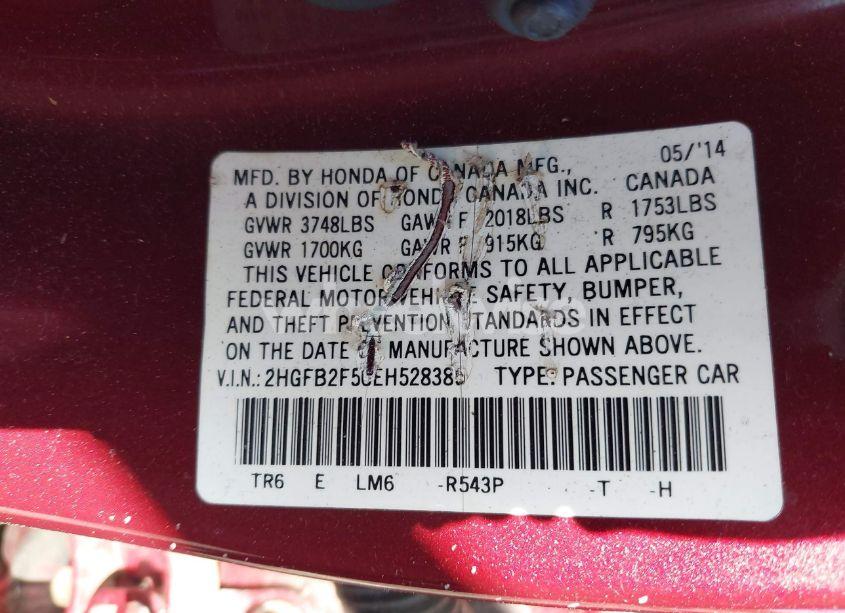 MFD. BY HONDA OF CANADA MFG., 05/'14
A DIVISION OF HONDA CANADA INC. CANADA
GVWR 3748LBS GAWR F 2018LBS R 1753LBS
GVWR 1700KG GAWR F 915KG R 795KG
THIS VEHICLE CONFORMS TO ALL APPLICABLE
FEDERAL MOTOR VEHICLE SAFETY, BUMPER,
AND THEFT PREVENTION STANDARDS IN EFFECT
ON THE DATE OF MANUFACTURE SHOWN ABOVE.
V.I.N.: TYPE: PASSENGER CAR
TR6 E LM6 -R543P -T -H